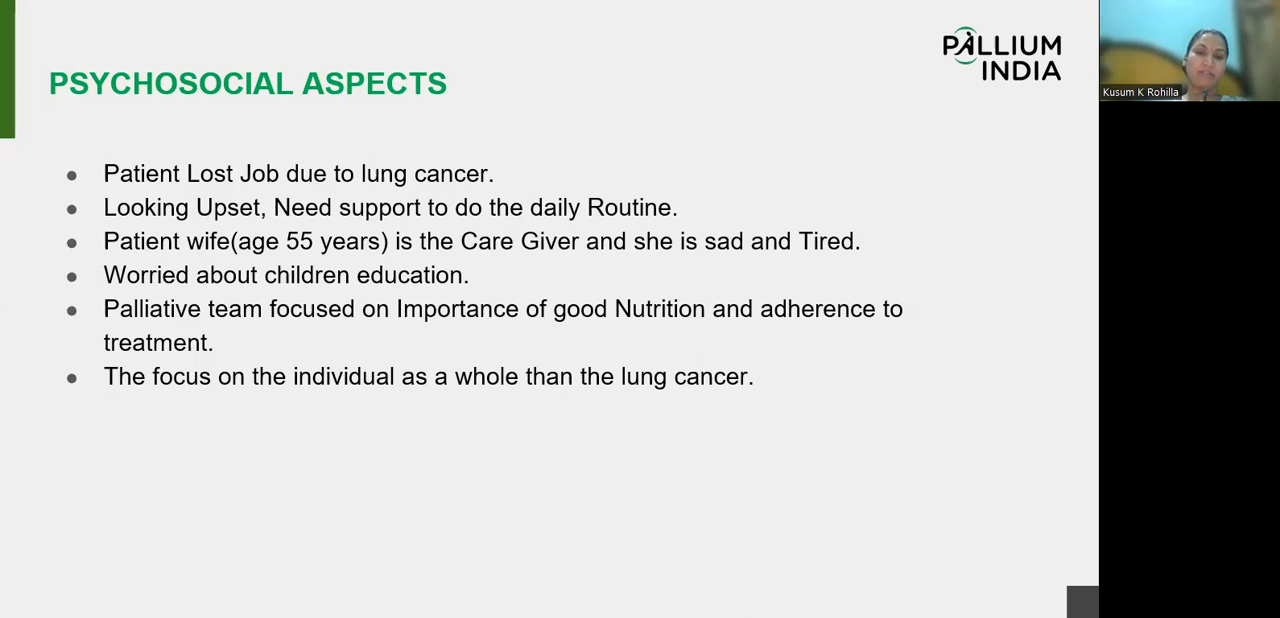 PALLIUM
INDIA
PSYCHOSOCIAL ASPECTS
Kusum K Rohilla
● Patient Lost Job due to lung cancer.
● Looking Upset, Need support to do the daily Routine.
● Patient wife(age 55 years) is the Care Giver and she is sad and Tired.
● Worried about children education.
● Palliative team focused on Importance of good Nutrition and adherence to
treatment.
● The focus on the individual as a whole than the lung cancer.